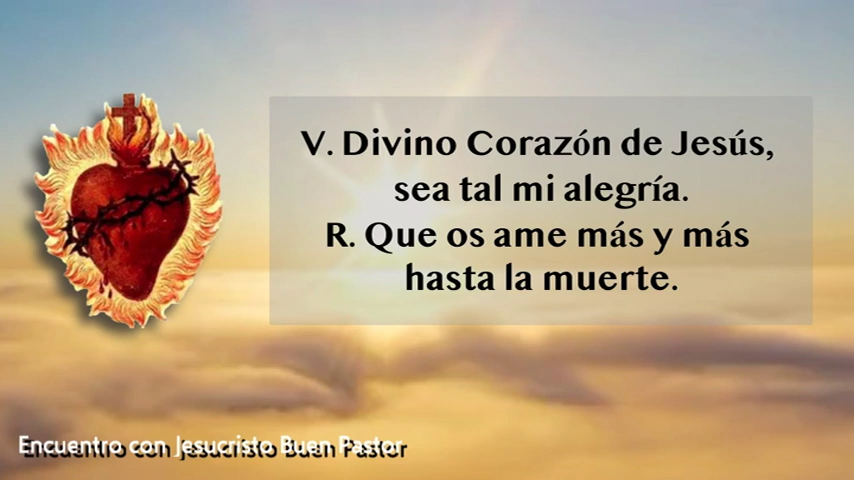 V. Divino Corazón de Jesús,
sea tal mi alegría.
R. Que os ame más y más
hasta la muerte.
Encuentro con Jesucristo Buen Pastor